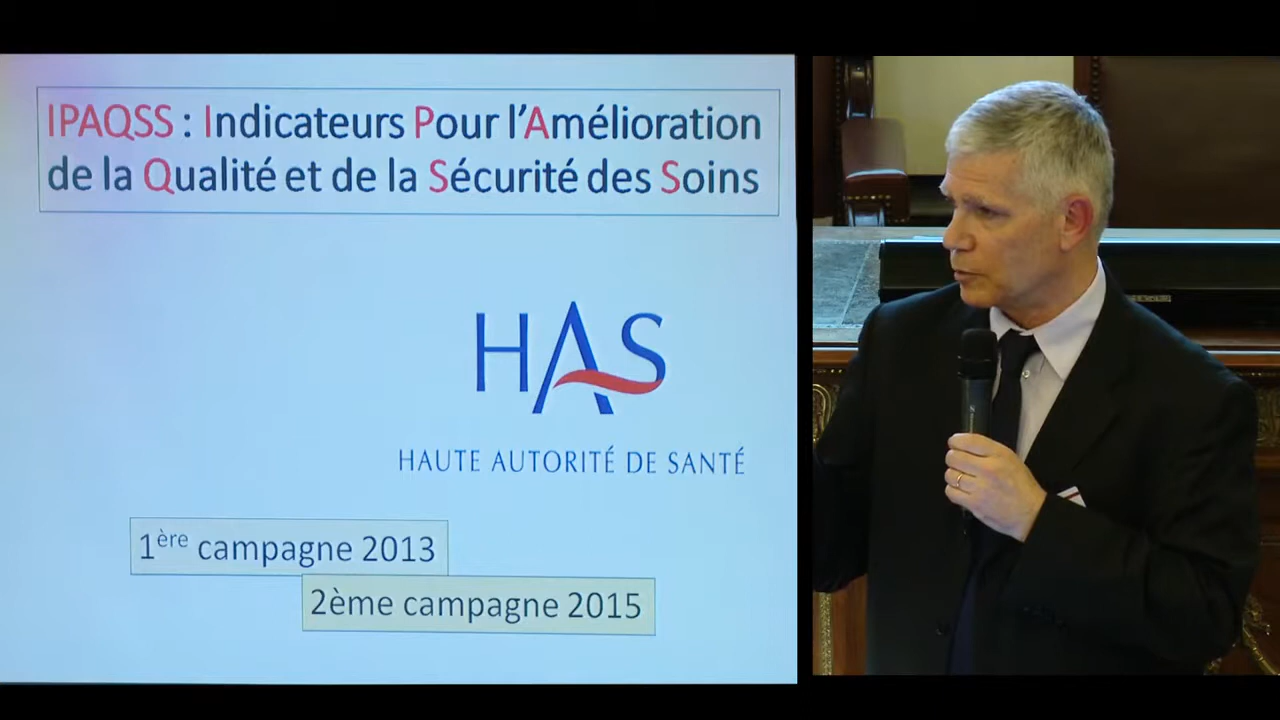 IPAQSS : Indicateurs Pour l'Amélioration
de la Qualité et de la Sécurité des Soins
HAS
HAUTE AUTORITÉ DE SANTÉ
1ère campagne 2013
2ème campagne 2015